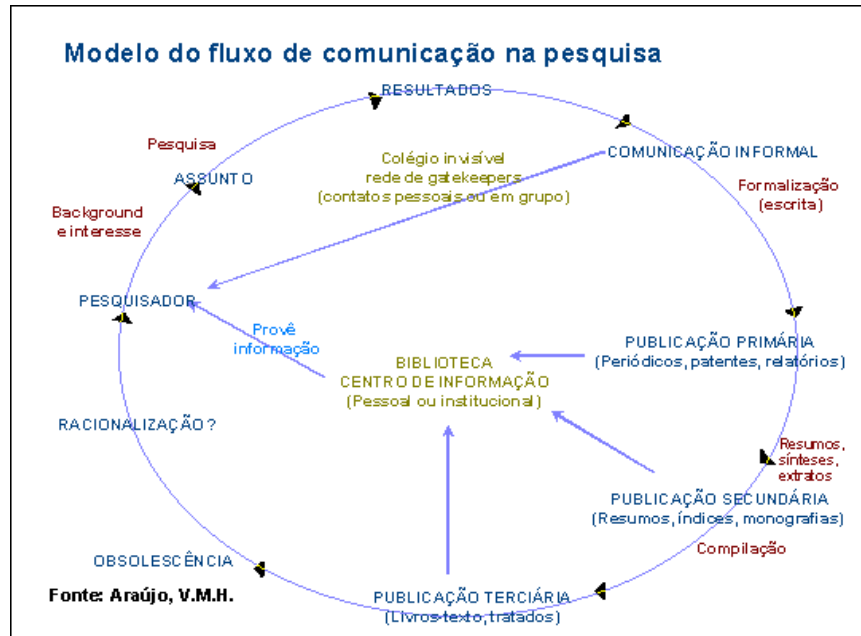 Modelo do fluxo de comunicação na pesquisa
RESULTADOS
Pesquisa
ASSUNTO
Colégio invisível
rede de gatekeepers
(contatos pessoais ou em grupo)
COMUNICAÇÃO INFORMAL
Formalização
(escrita)
Background
e interesse
PESQUISADOR
Provê
informação
BIBLIOTECA
CENTRO DE INFORMAÇÃO
(Pessoal ou institucional)
PUBLICAÇÃO PRIMÁRIA
(Periódicos, patentes, relatórios)
RACIONALIZAÇÃO?
Resumos,
sínteses,
extratos
PUBLICAÇÃO SECUNDÁRIA
(Resumos, índices, monografias)
Compilação
OBSOLESCÊNCIA
Fonte: Araújo, V.M.H.
PUBLICAÇÃO TERCIÁRIA
(Livros-texto, tratados)